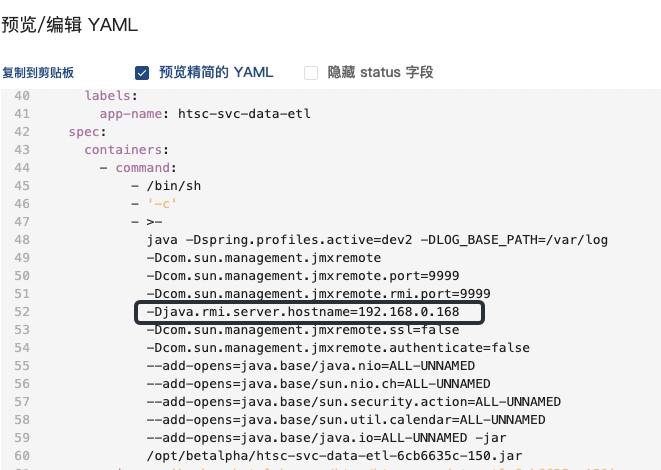 预览/编辑 YAML
复制到剪贴板 预览精简的 YAML 隐藏 status 字段
40 labels:
41 app-name: htsc-svc-data-etl
42 spec:
43 containers:
44 - command:
45 - /bin/sh
46 - '-c'
47 - >-
48 java -Dspring.profiles.active=dev2 -DLOG_BASE_PATH=/var/log
49 -Dcom.sun.management.jmxremote
50 -Dcom.sun.management.jmxremote.port=9999
51 -Dcom.sun.management.jmxremote.rmi.port=9999
52 -Djava.rmi.server.hostname=192.168.0.168
53 -Dcom.sun.management.jmxremote.ssl=false
54 -Dcom.sun.management.jmxremote.authenticate=false
55 --add-opens=java.base/java.nio=ALL-UNNAMED
56 --add-opens=java.base/sun.nio.ch=ALL-UNNAMED
57 --add-opens=java.base/sun.security.action=ALL-UNNAMED
58 --add-opens=java.base/sun.util.calendar=ALL-UNNAMED
59 --add-opens=java.base/java.io=ALL-UNNAMED -jar
60 /opt/betalpha/htsc-svc-data-etl-6cb6635c-150.jar